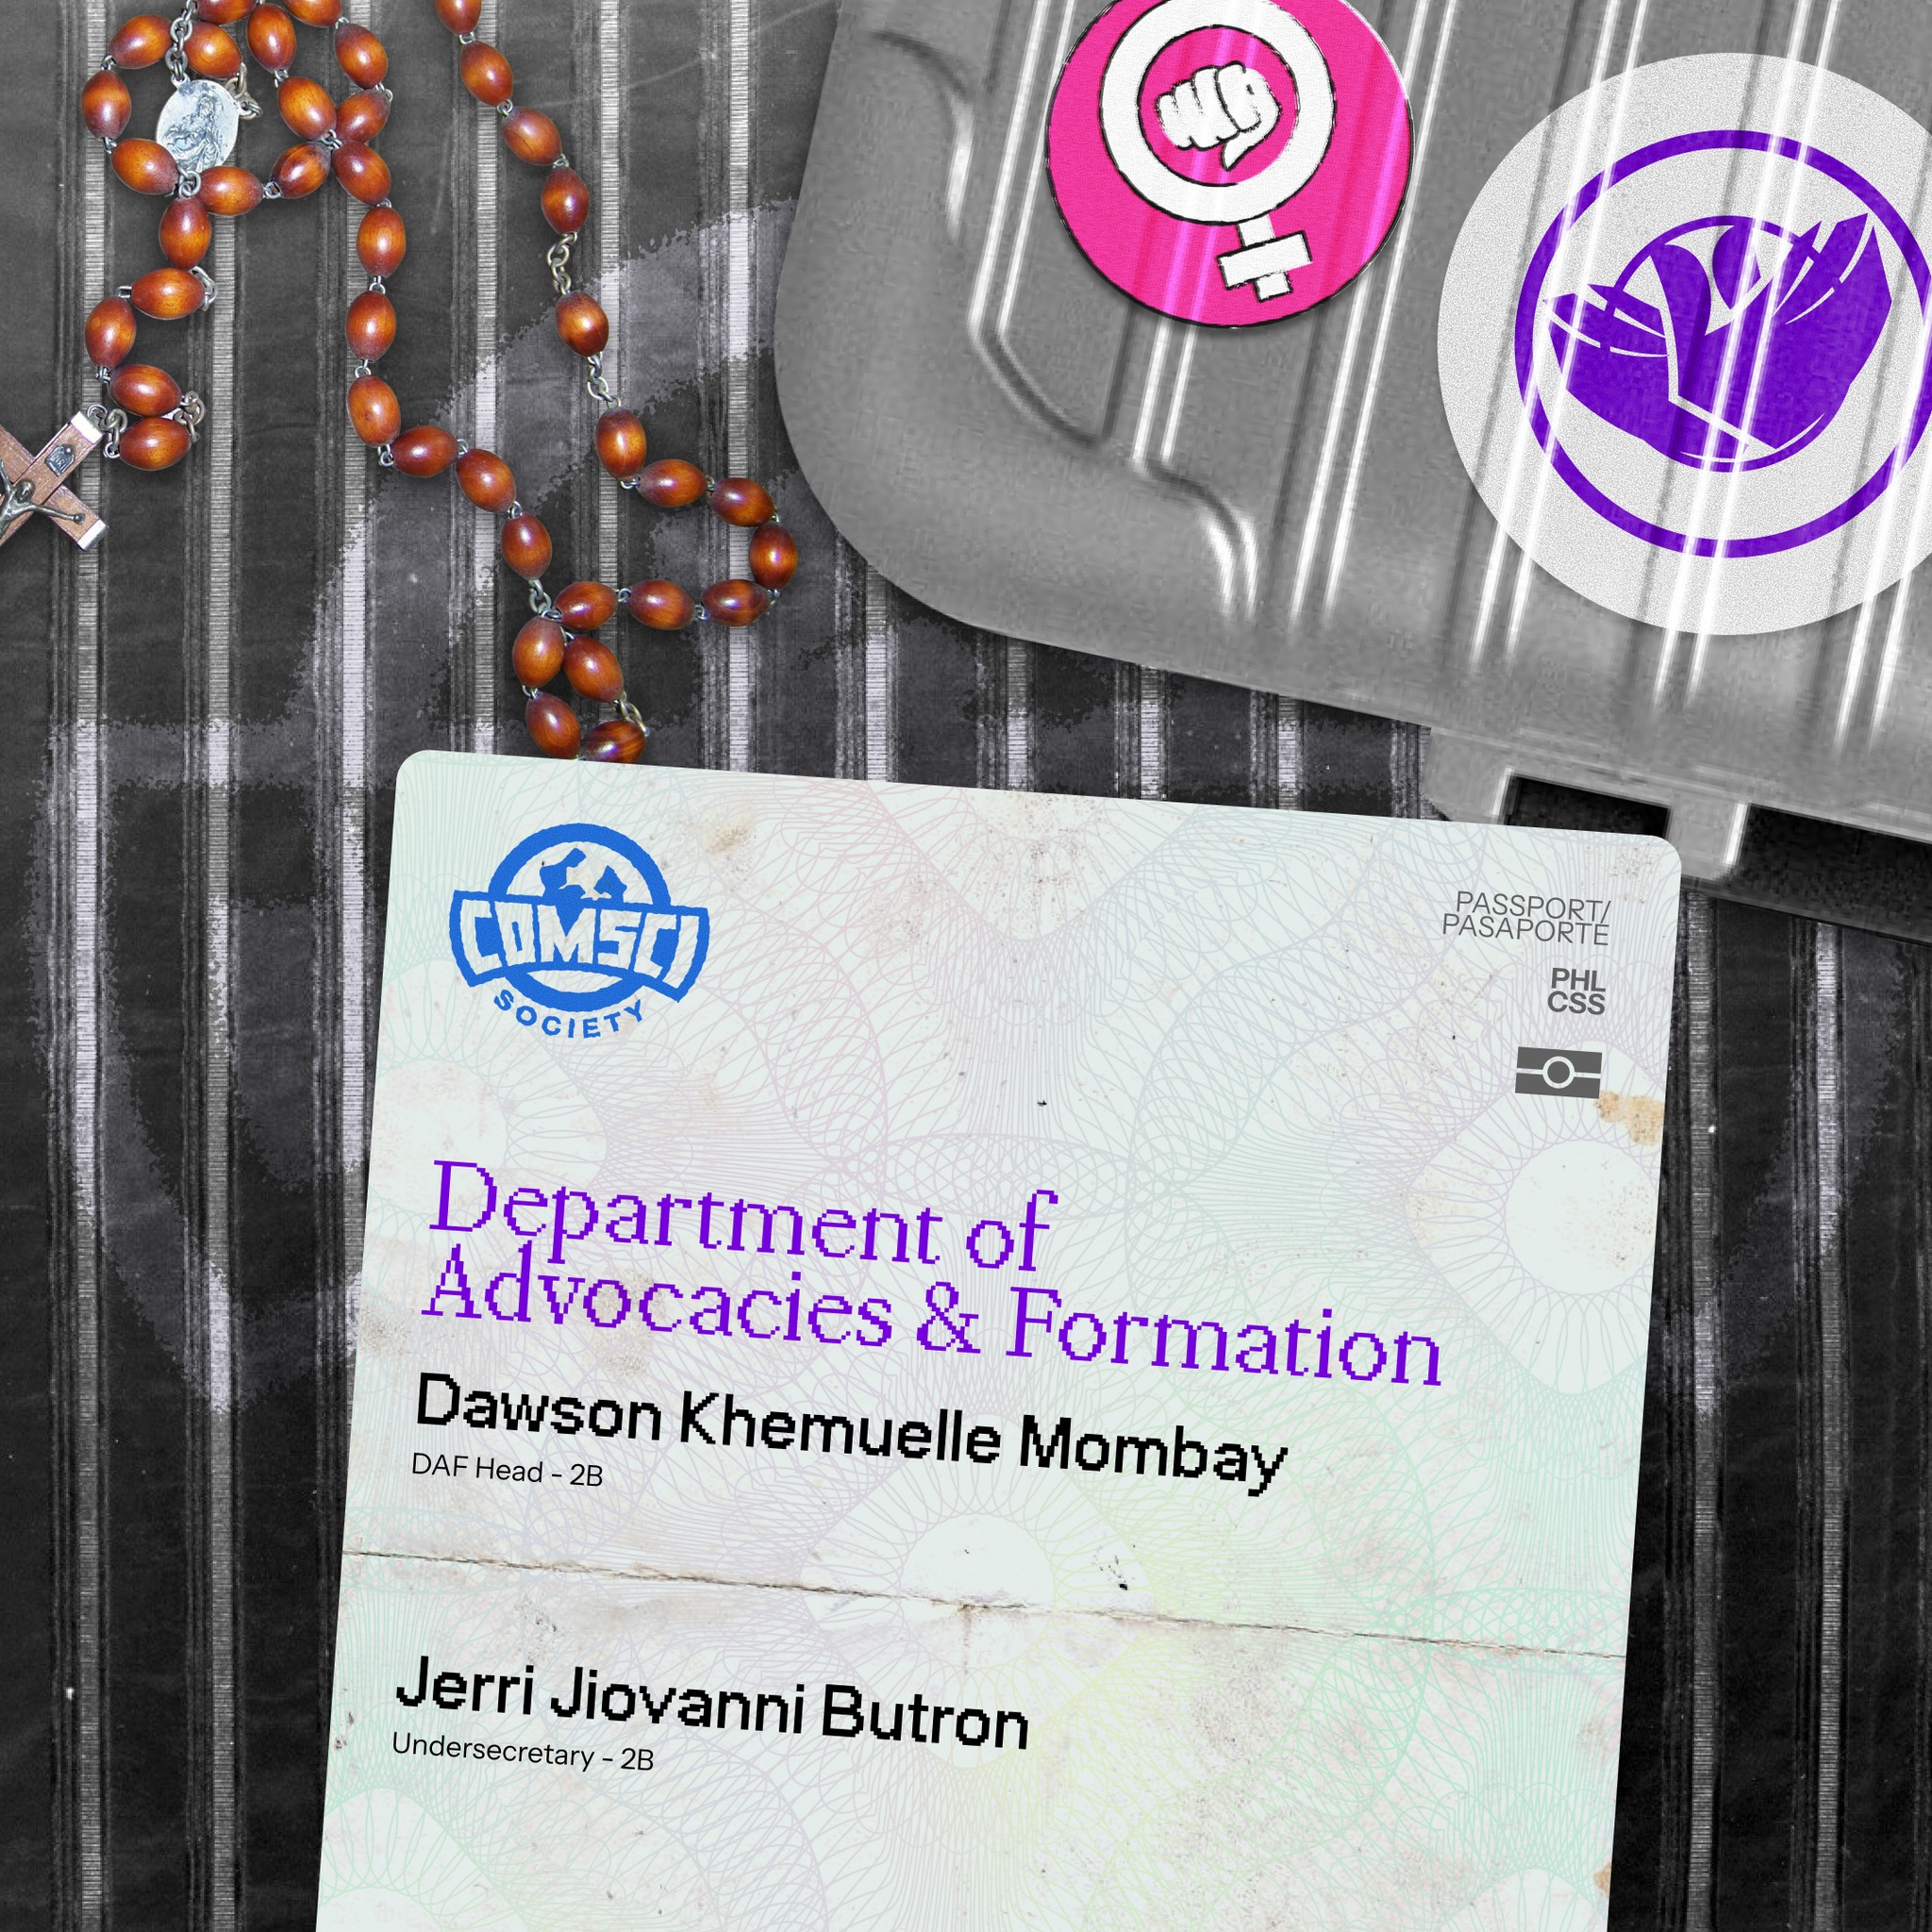 COMSCI
SOCIETY
PASSPORT/
PASAPORTE
PHL
CSS
Department of
Advocacies & Formation
Dawson Khemuelle Mombay
DAF Head - 2B
Jerri Jiovanni Butron
Undersecretary - 2B